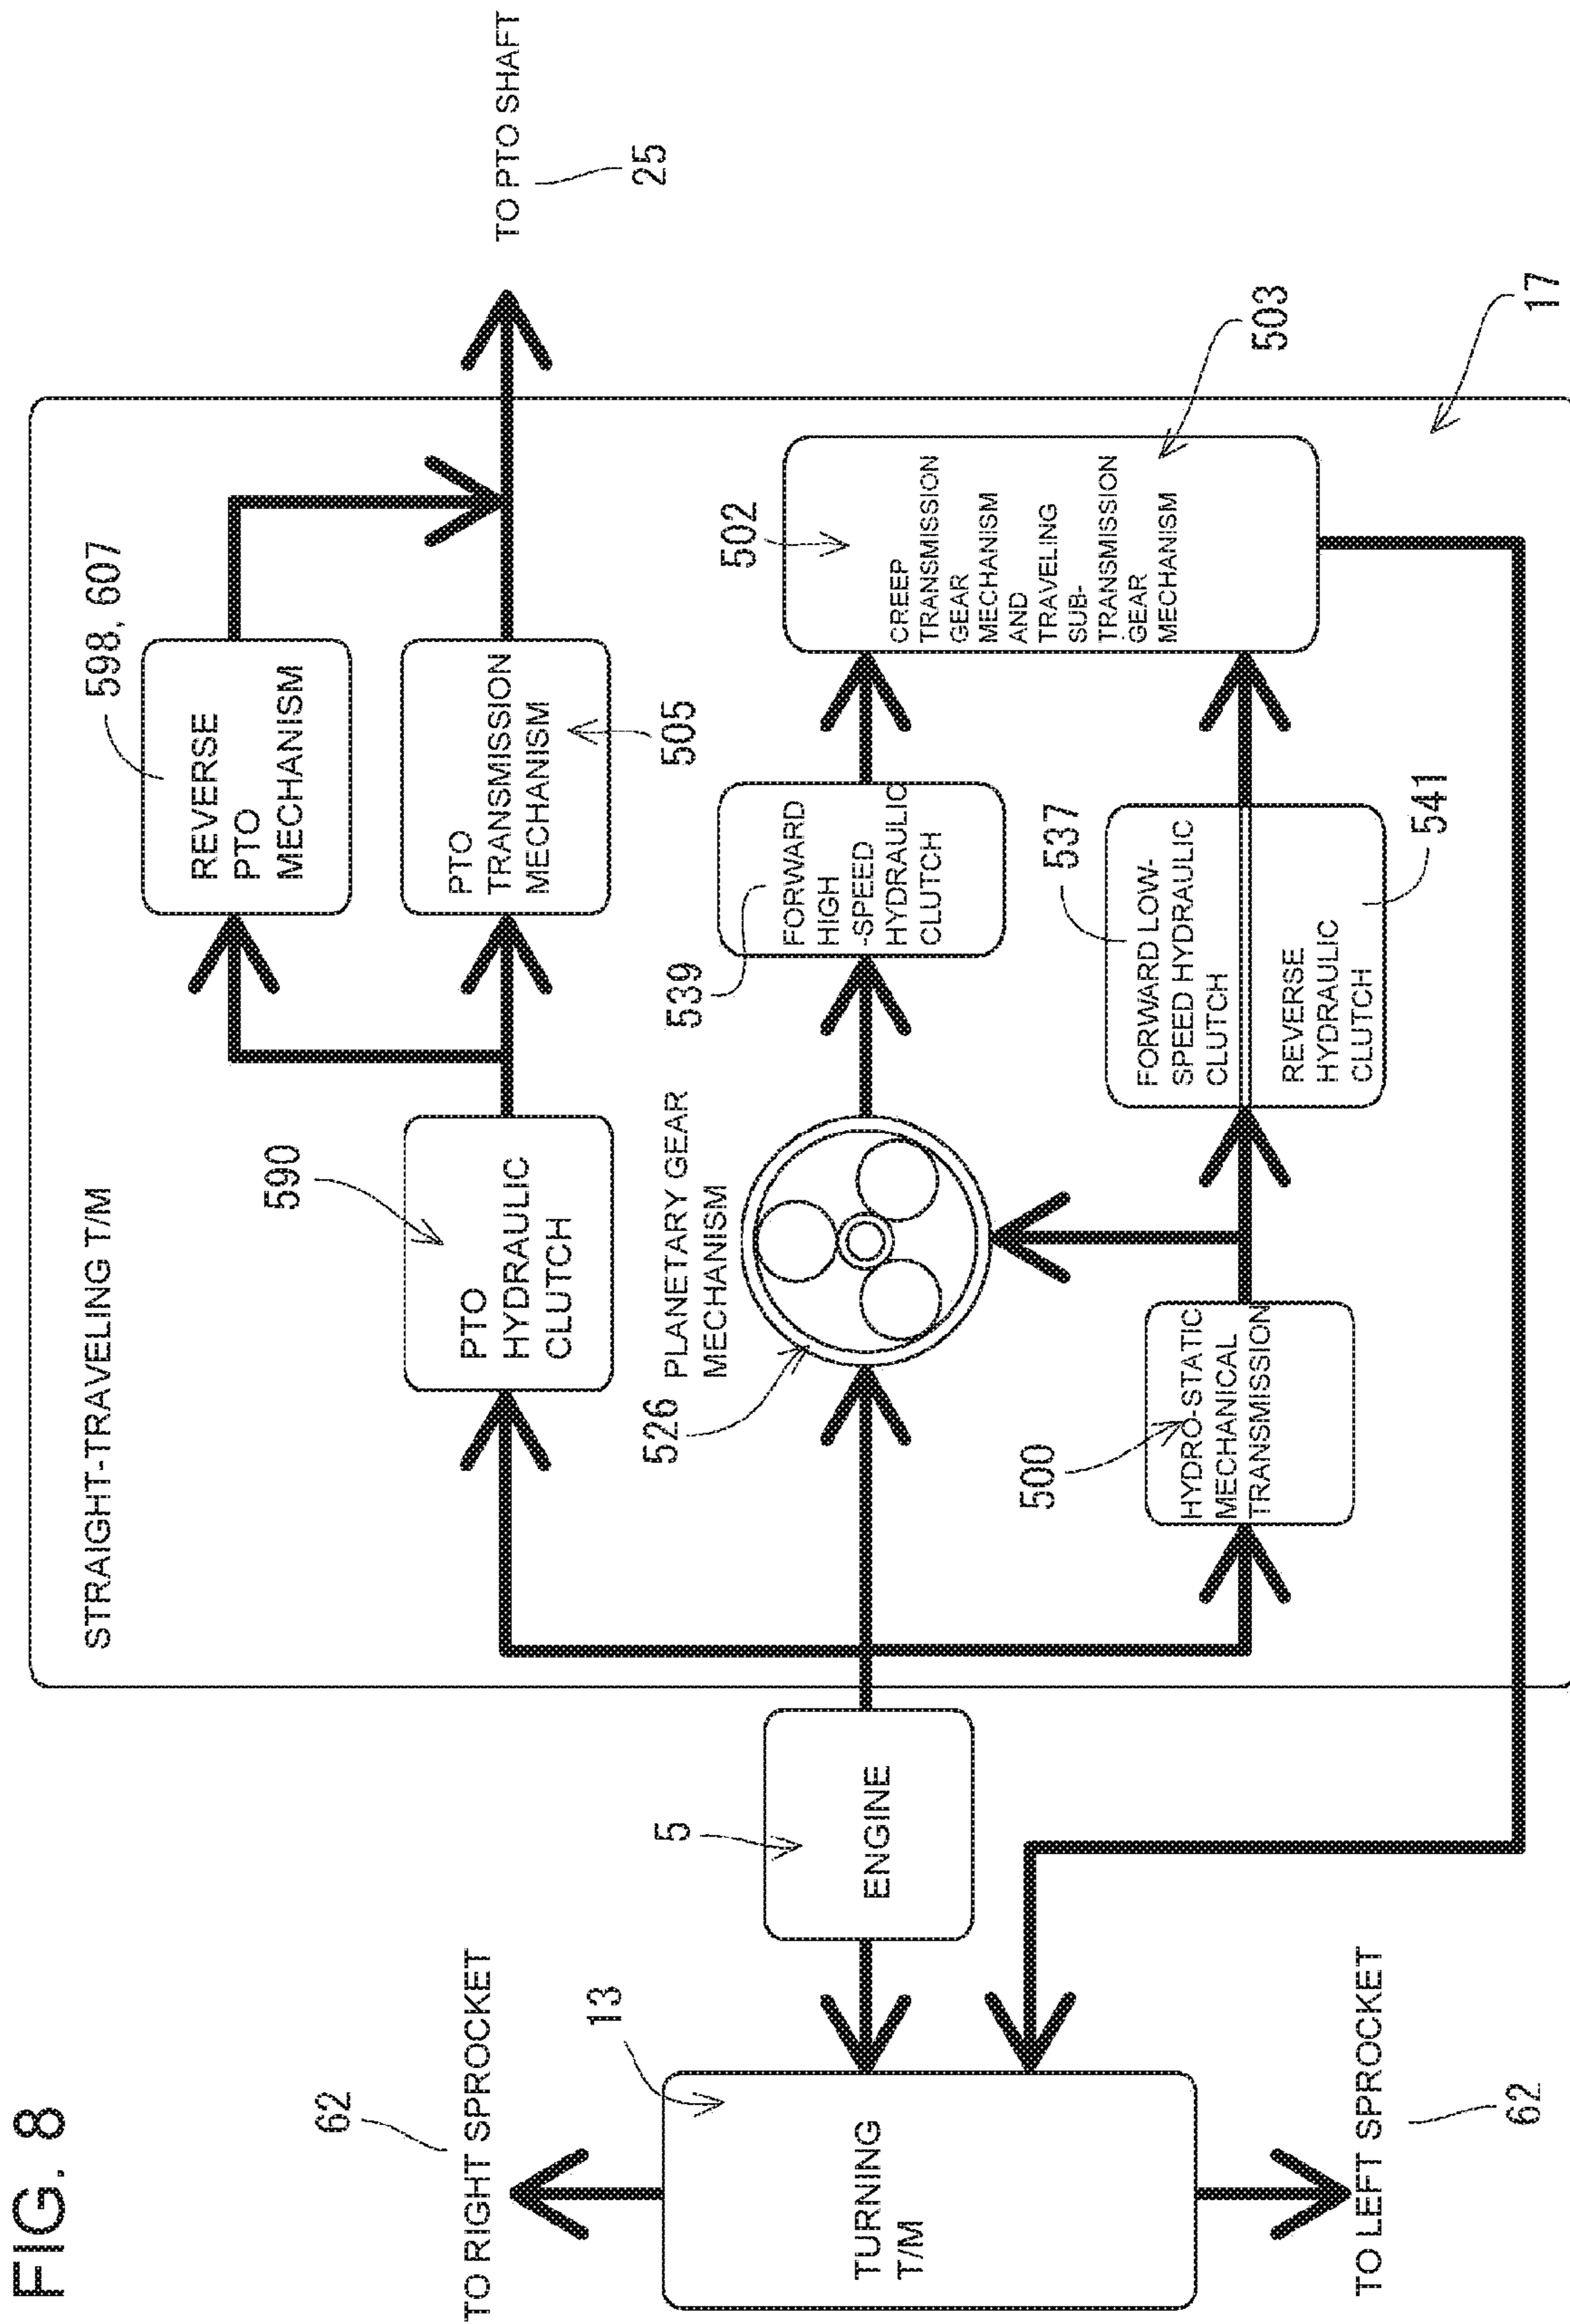 FIG. 8
STRAIGHT-TRAVELING T/M
598, 607
REVERSE
PTO
MECHANISM
590
PTO
HYDRAULIC
CLUTCH
PTO
TRANSMISSION
MECHANISM
505
TO PTO SHAFT
25
62
TO RIGHT SPROCKET
13
TURNING
T/M
TO LEFT SPROCKET
62
5
ENGINE
526
PLANETARY GEAR
MECHANISM
539
FORWARD
HIGH
-SPEED
HYDRAULIC
CLUTCH
502
CREEP
TRANSMISSION
GEAR
MECHANISM
AND
TRAVELING
SUB-
TRANSMISSION
GEAR
MECHANISM
503
500
HYDRO-STATIC
MECHANICAL
TRANSMISSION
537
FORWARD LOW-
SPEED HYDRAULIC
CLUTCH
REVERSE
HYDRAULIC
CLUTCH
541
17